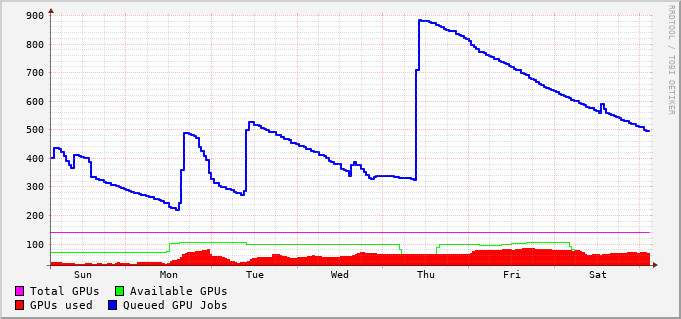 900
800
700
600
500
400
300
200
100
Sun Mon Tue Wed Thu Fri Sat
Total GPUs Available GPUs
GPUs used Queued GPU Jobs
RRDTOOL / TOBI OETIKER